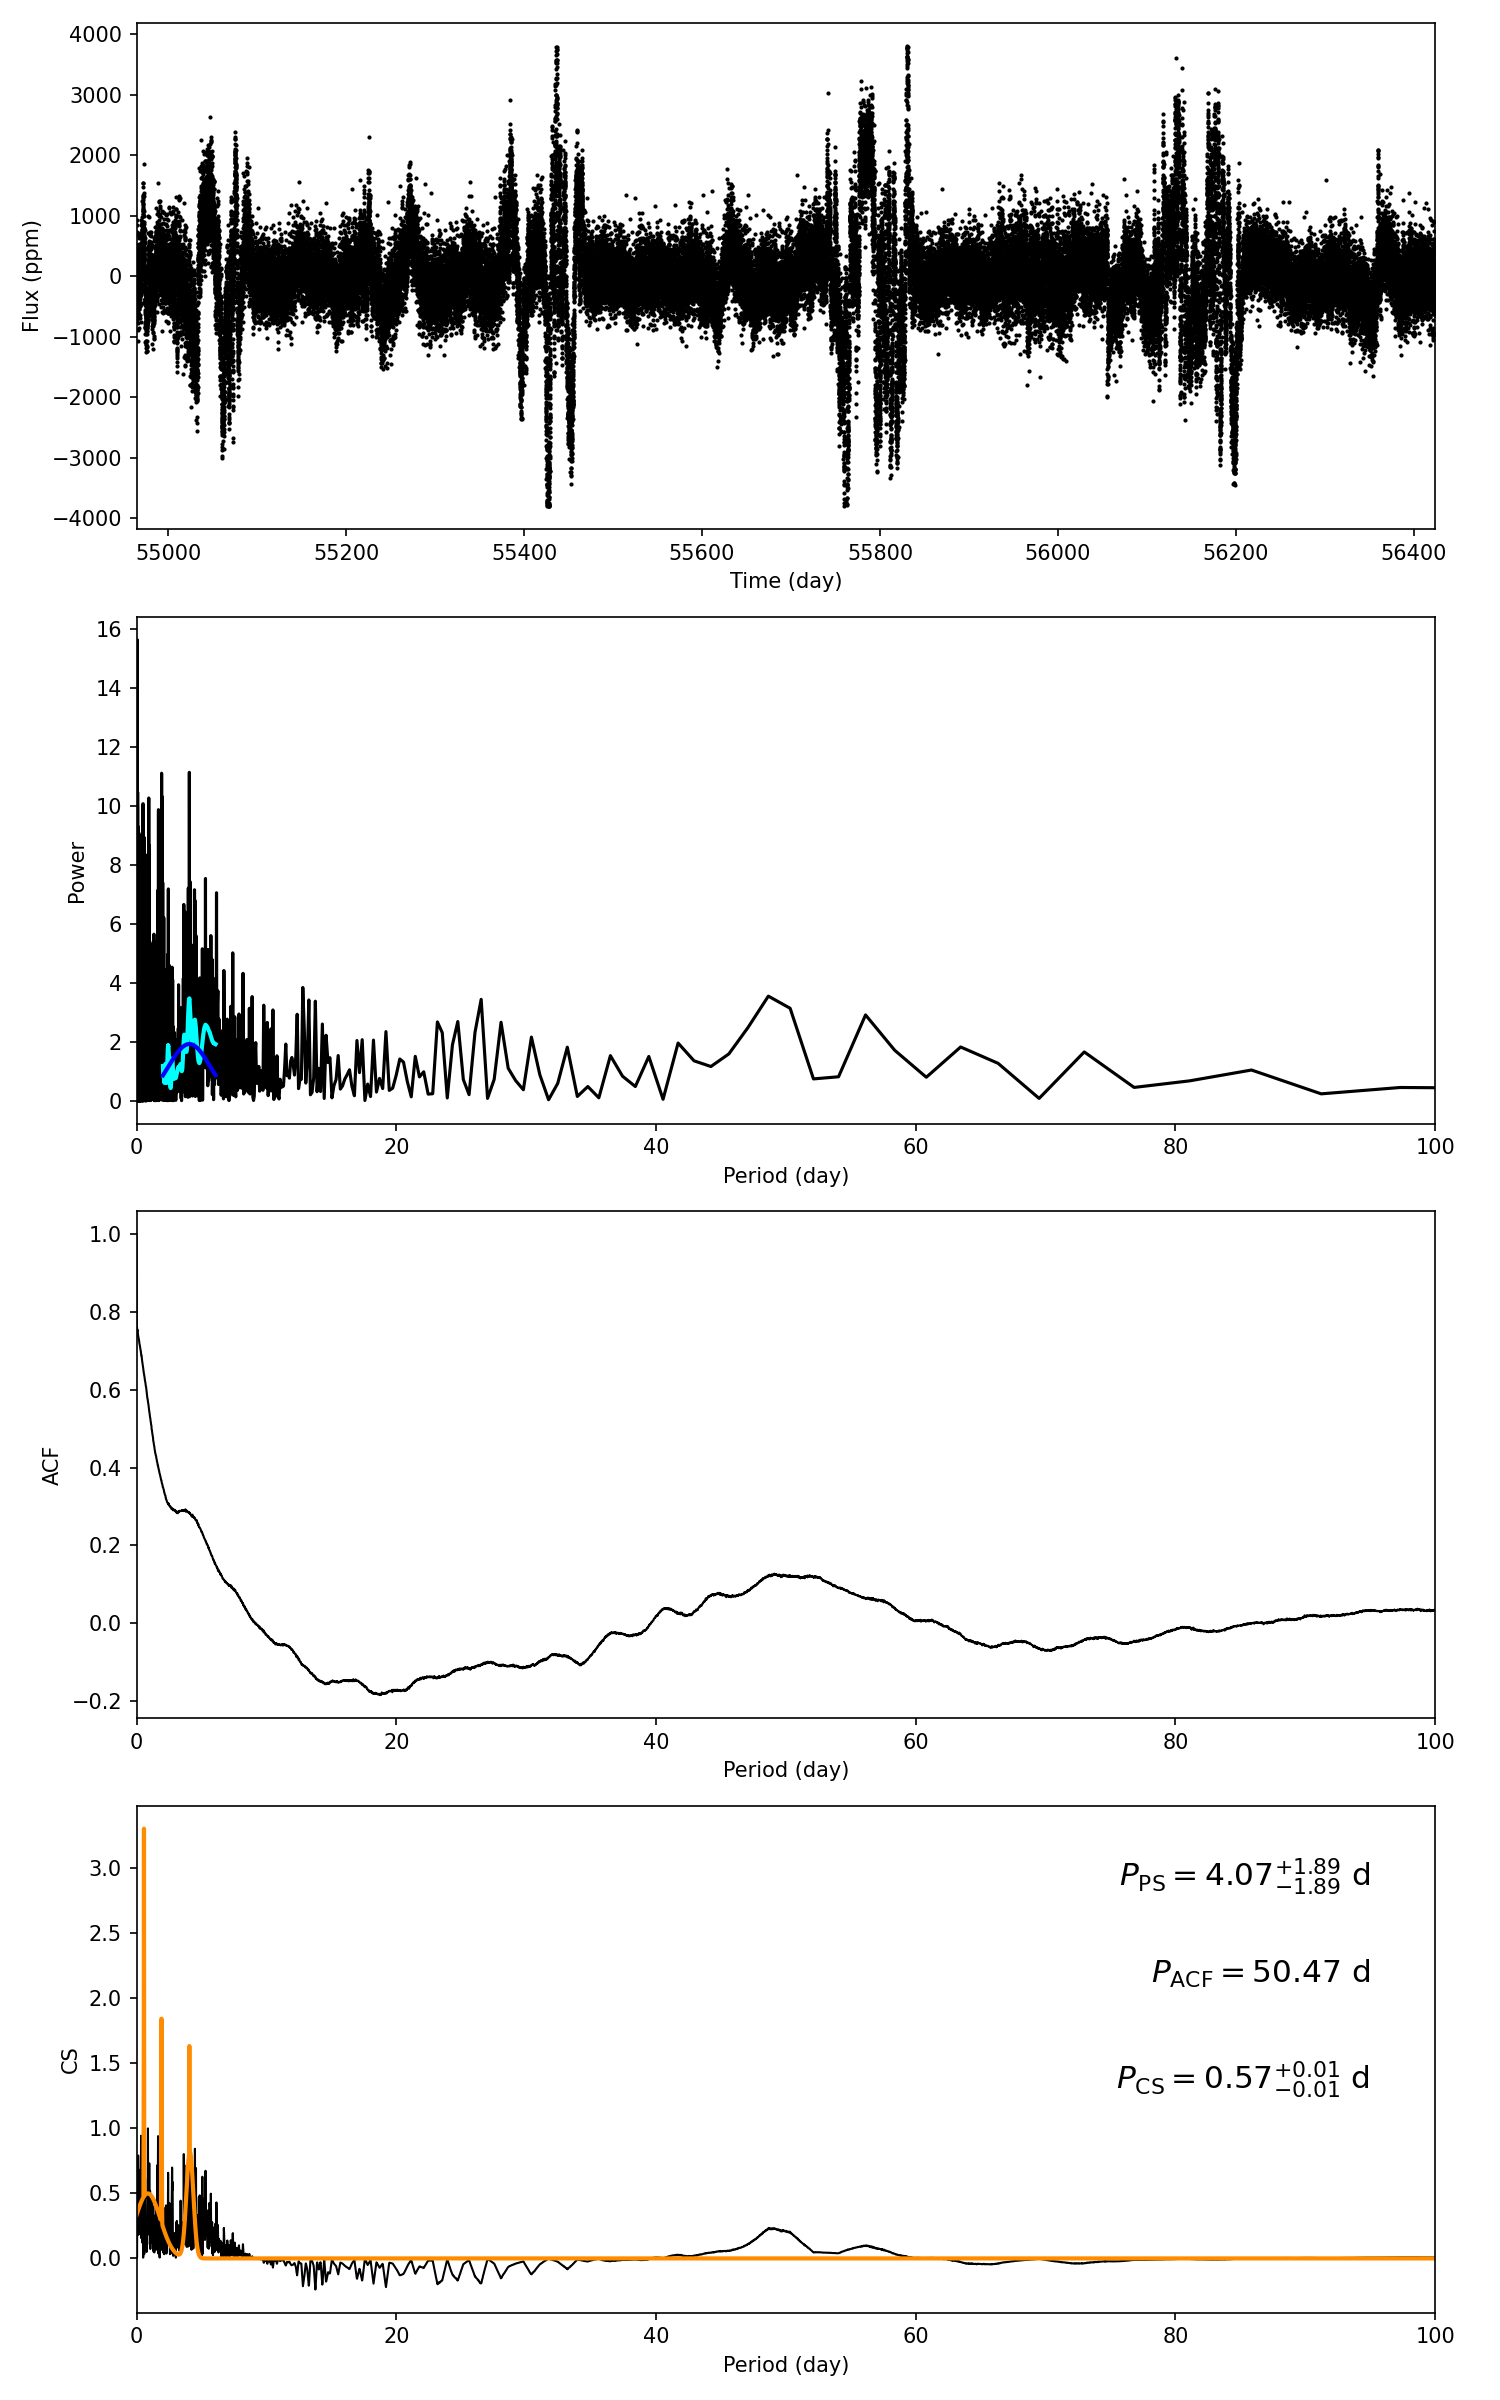 4000
3000
2000
1000
0
−1000
−2000
−3000
−4000
Flux (ppm)
55000 55200 55400 55600 55800 56000 56200 56400
Time (day)
16
14
12
10
8
6
4
2
0
Power
0 20 40 60 80 100
Period (day)
1.0
0.8
0.6
0.4
0.2
0.0
−0.2
ACF
0 20 40 60 80 100
Period (day)
3.0
2.5
2.0
1.5
1.0
0.5
0.0
CS
P_PS = 4.07^{+1.89}_{−1.89} d
P_ACF = 50.47 d
P_CS = 0.57^{+0.01}_{−0.01} d
0 20 40 60 80 100
Period (day)